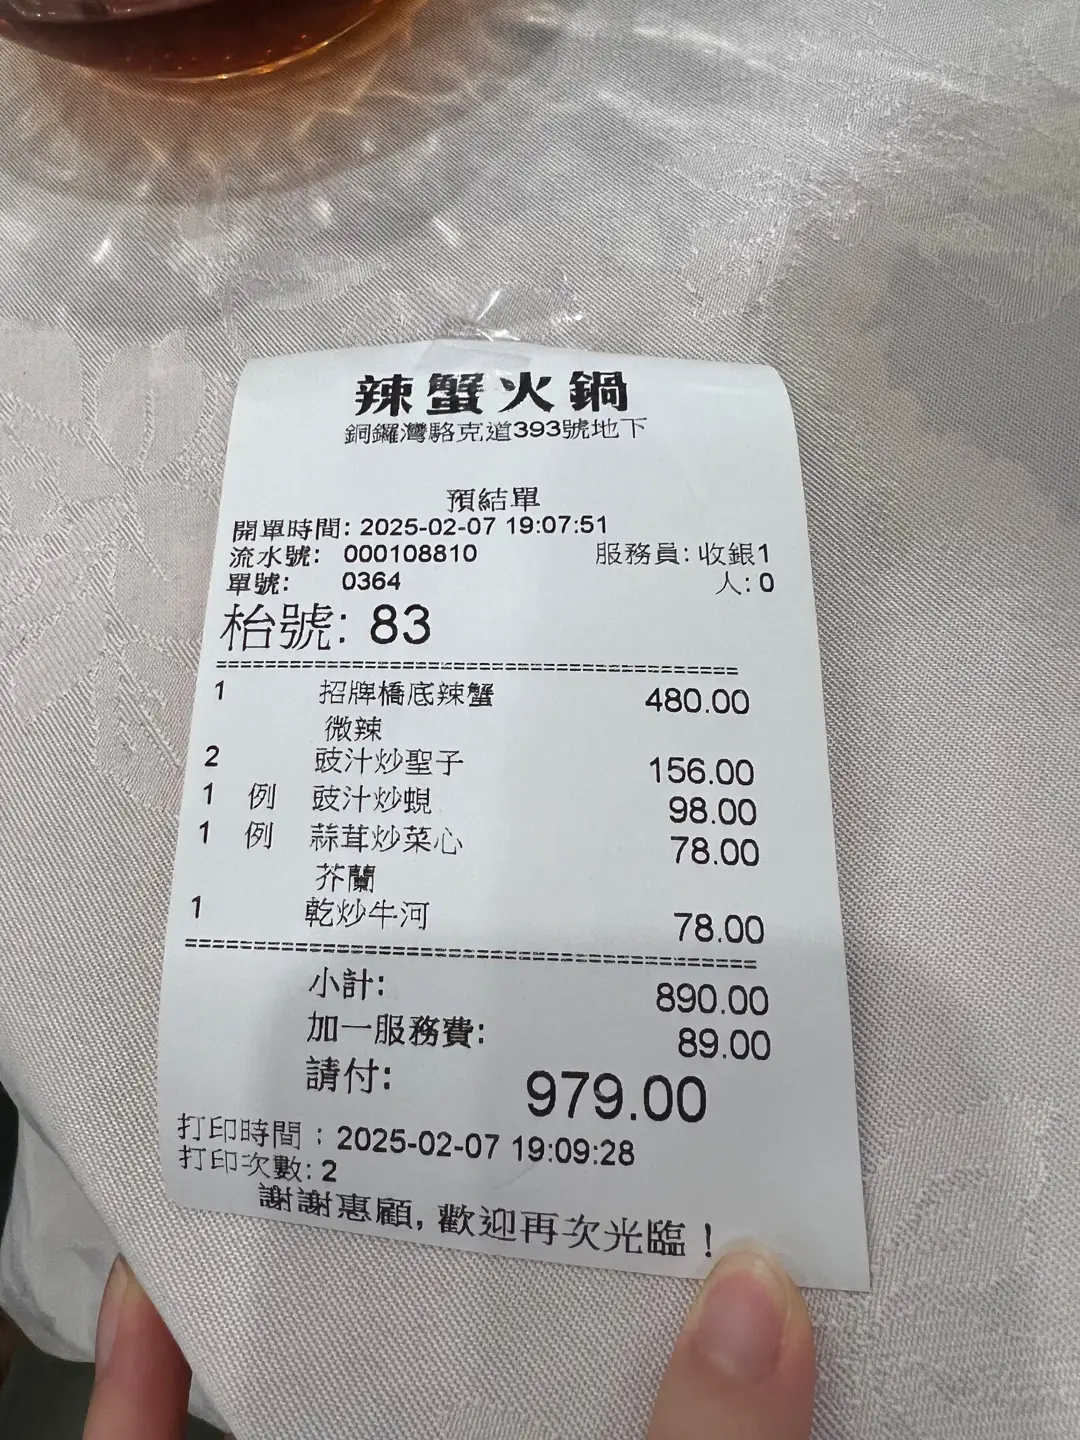 辣蟹火鍋
銅鑼灣駱克道393號地下
預結單
開單時間: 2025-02-07 19:07:51
流水號: 000108810 服務員: 收銀1
單號: 0364 人: 0
枱號: 83
1 招牌橋底辣蟹 480.00
微辣
2 豉汁炒聖子 156.00
1 例 豉汁炒蜆 98.00
1 例 蒜茸炒菜心 78.00
芥蘭
1 乾炒牛河 78.00
小計: 890.00
加一服務費: 89.00
請付: 979.00
打印時間：2025-02-07 19:09:28
打印次數: 2
謝謝惠顧, 歡迎再次光臨！